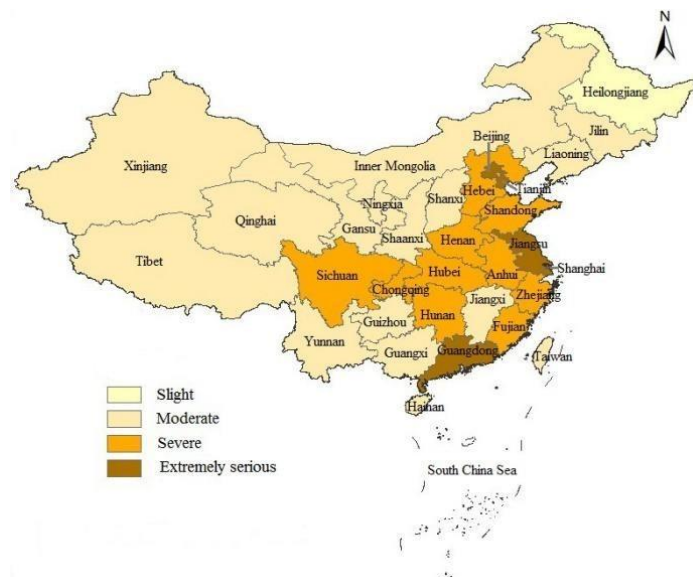 N
Heilongjiang
Jilin
Liaoning
Beijing
Inner Mongolia
Tianjin
Hebei
Xinjiang
Shanxi
Ningxia
Shandong
Qinghai
Gansu
Shaanxi
Henan
Jiangsu
Tibet
Shanghai
Sichuan
Hubei
Anhui
Chongqing
Zhejiang
Hunan
Jiangxi
Guizhou
Fujian
Yunnan
Guangxi
Guangdong
Taiwan
Hainan
Slight
Moderate
Severe
Extremely serious
South China Sea